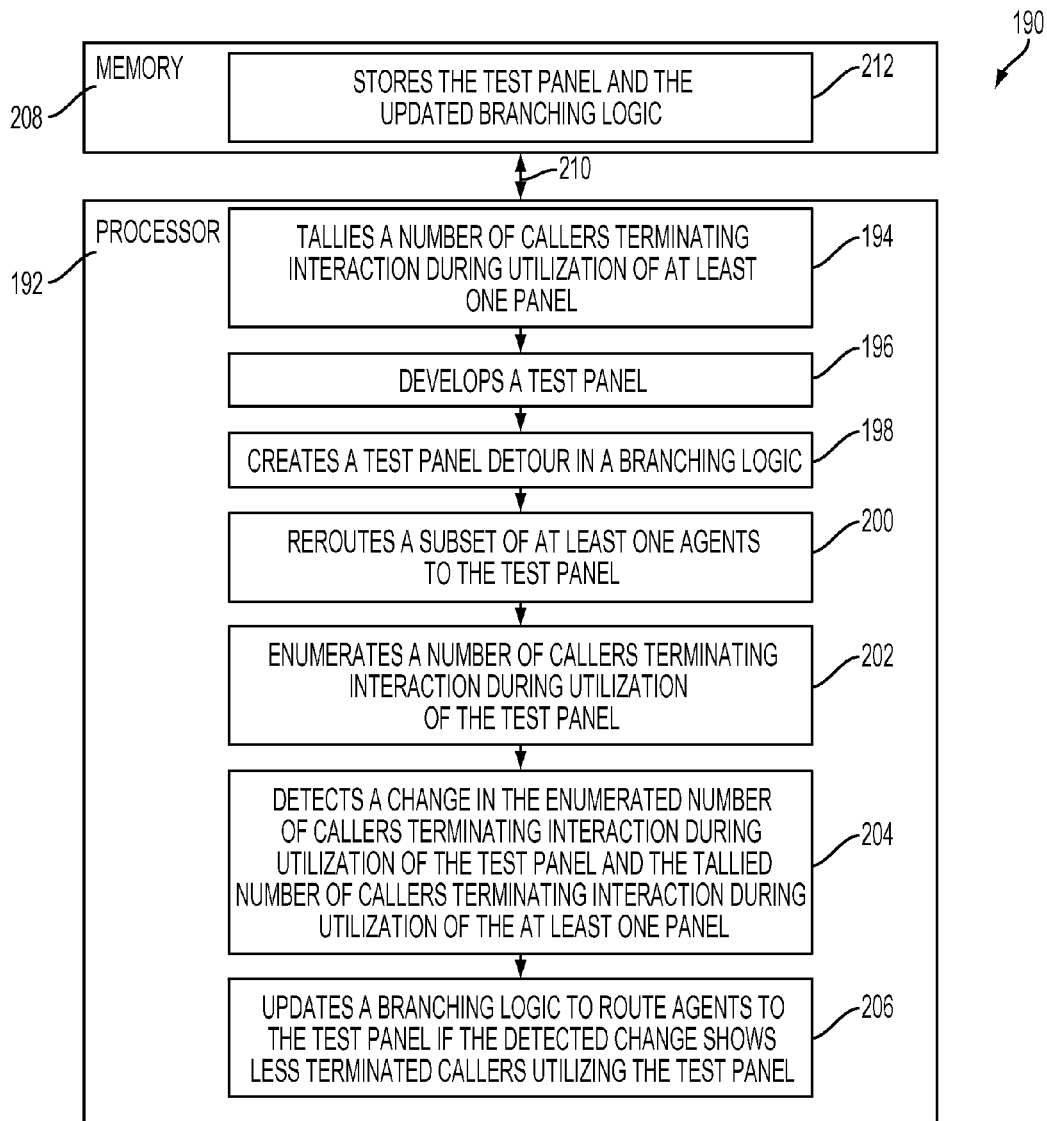 190
MEMORY
208
STORES THE TEST PANEL AND THE
UPDATED BRANCHING LOGIC
212
210
PROCESSOR
192
TALLIES A NUMBER OF CALLERS TERMINATING
INTERACTION DURING UTILIZATION OF AT LEAST
ONE PANEL
194
DEVELOPS A TEST PANEL
196
CREATES A TEST PANEL DETOUR IN A BRANCHING LOGIC
198
REROUTES A SUBSET OF AT LEAST ONE AGENTS
TO THE TEST PANEL
200
ENUMERATES A NUMBER OF CALLERS TERMINATING
INTERACTION DURING UTILIZATION
OF THE TEST PANEL
202
DETECTS A CHANGE IN THE ENUMERATED NUMBER
OF CALLERS TERMINATING INTERACTION DURING
UTILIZATION OF THE TEST PANEL AND THE TALLIED
NUMBER OF CALLERS TERMINATING INTERACTION DURING
UTILIZATION OF THE AT LEAST ONE PANEL
204
UPDATES A BRANCHING LOGIC TO ROUTE AGENTS TO
THE TEST PANEL IF THE DETECTED CHANGE SHOWS
LESS TERMINATED CALLERS UTILIZING THE TEST PANEL
206